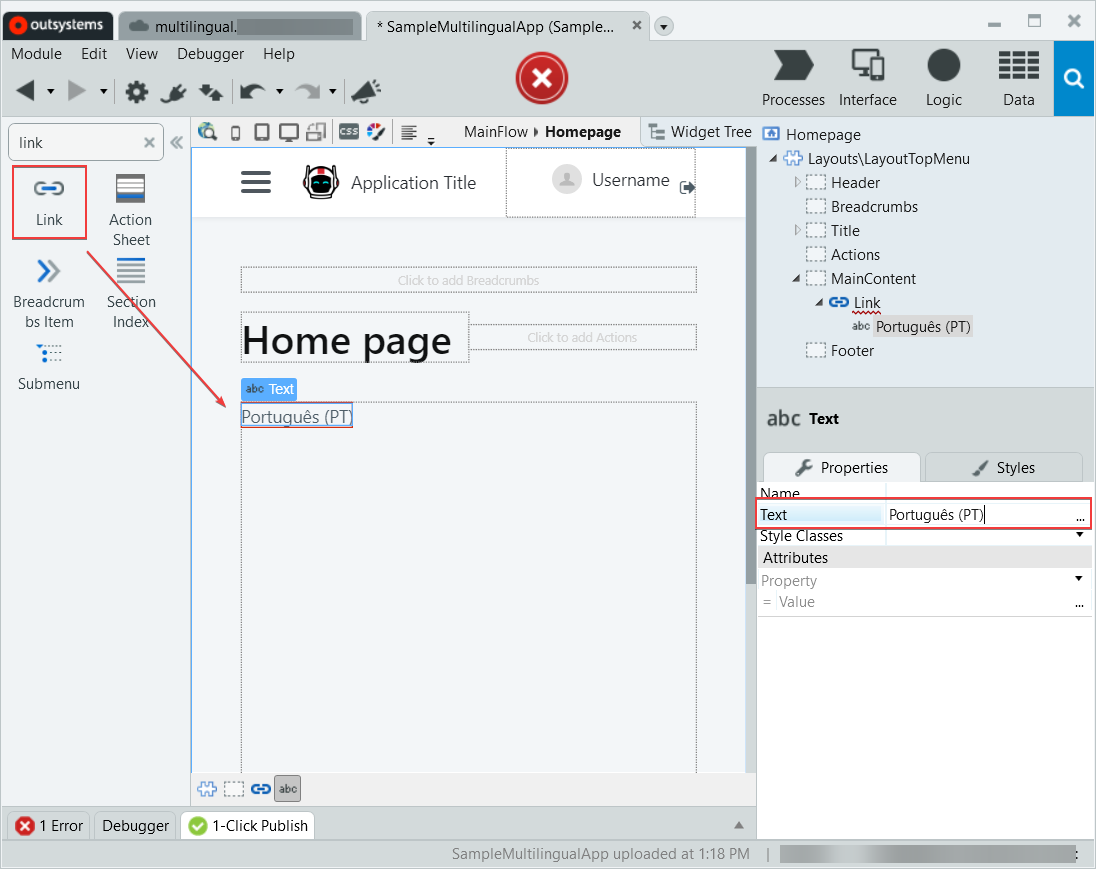 outsystems
multilingual.
* SampleMultilingualApp (Sample...
Module Edit View Debugger Help
Processes Interface Logic Data
link
CSS
MainFlow Homepage
Widget Tree
Link
Action Sheet
Breadcrum
bs Item
Section
Index
Submenu
Application Title
Username
Click to add Breadcrumbs
Home page
Click to add Actions
abc Text
Português (PT)
abc
Homepage
Layouts\LayoutTopMenu
Header
Breadcrumbs
Title
Actions
MainContent
Link
abc Português (PT)
Footer
abc Text
Properties Styles
Name
Text Português (PT) ...
Style Classes
Attributes
Property
= Value ...
1 Error Debugger 1-Click Publish
SampleMultilingualApp uploaded at 1:18 PM |